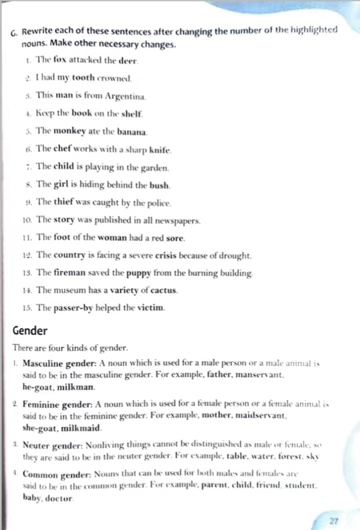 G. Rewrite each of these sentences after changing the number of the highlighted
nouns. Make other necessary changes.
1. The fox attacked the deer.
2. I had my tooth crowned.
3. This man is from Argentina.
4. Keep the book on the shelf.
5. The monkey ate the banana.
6. The chef works with a sharp knife.
7. The child is playing in the garden.
8. The girl is hiding behind the bush.
9. The thief was caught by the police.
10. The story was published in all newspapers.
11. The foot of the woman had a red sore.
12. The country is facing a severe crisis because of drought.
13. The fireman saved the puppy from the burning building.
14. The museum has a variety of cactus.
15. The passer-by helped the victim.
Gender
There are four kinds of gender.
1. Masculine gender: A noun which is used for a male person or a male animal is
said to be in the masculine gender. For example, father, manservant,
he-goat, milkman.
2. Feminine gender: A noun which is used for a female person or a female animal is
said to be in the feminine gender. For example, mother, maidservant,
she-goat, milkmaid.
3. Neuter gender: Nonliving things cannot be distinguished as male or female, so
they are said to be in the neuter gender. For example, table, water, forest, sky
4. Common gender: Nouns that can be used for both males and females are
said to be in the common gender. For example, parent, child, friend, student,
baby, doctor.
27